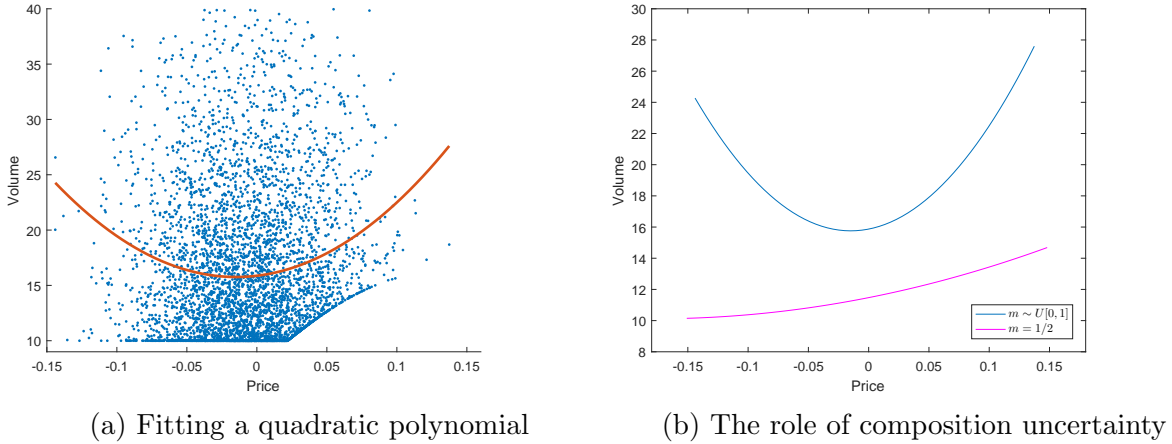 40
35
30
25
20
15
10
Volume
-0.15 -0.1 -0.05 0 0.05 0.1 0.15
Price
(a) Fitting a quadratic polynomial
30
28
26
24
22
20
18
16
14
12
10
8
Volume
m ∼ U[0, 1]
m = 1/2
-0.15 -0.1 -0.05 0 0.05 0.1 0.15
Price
(b) The role of composition uncertainty